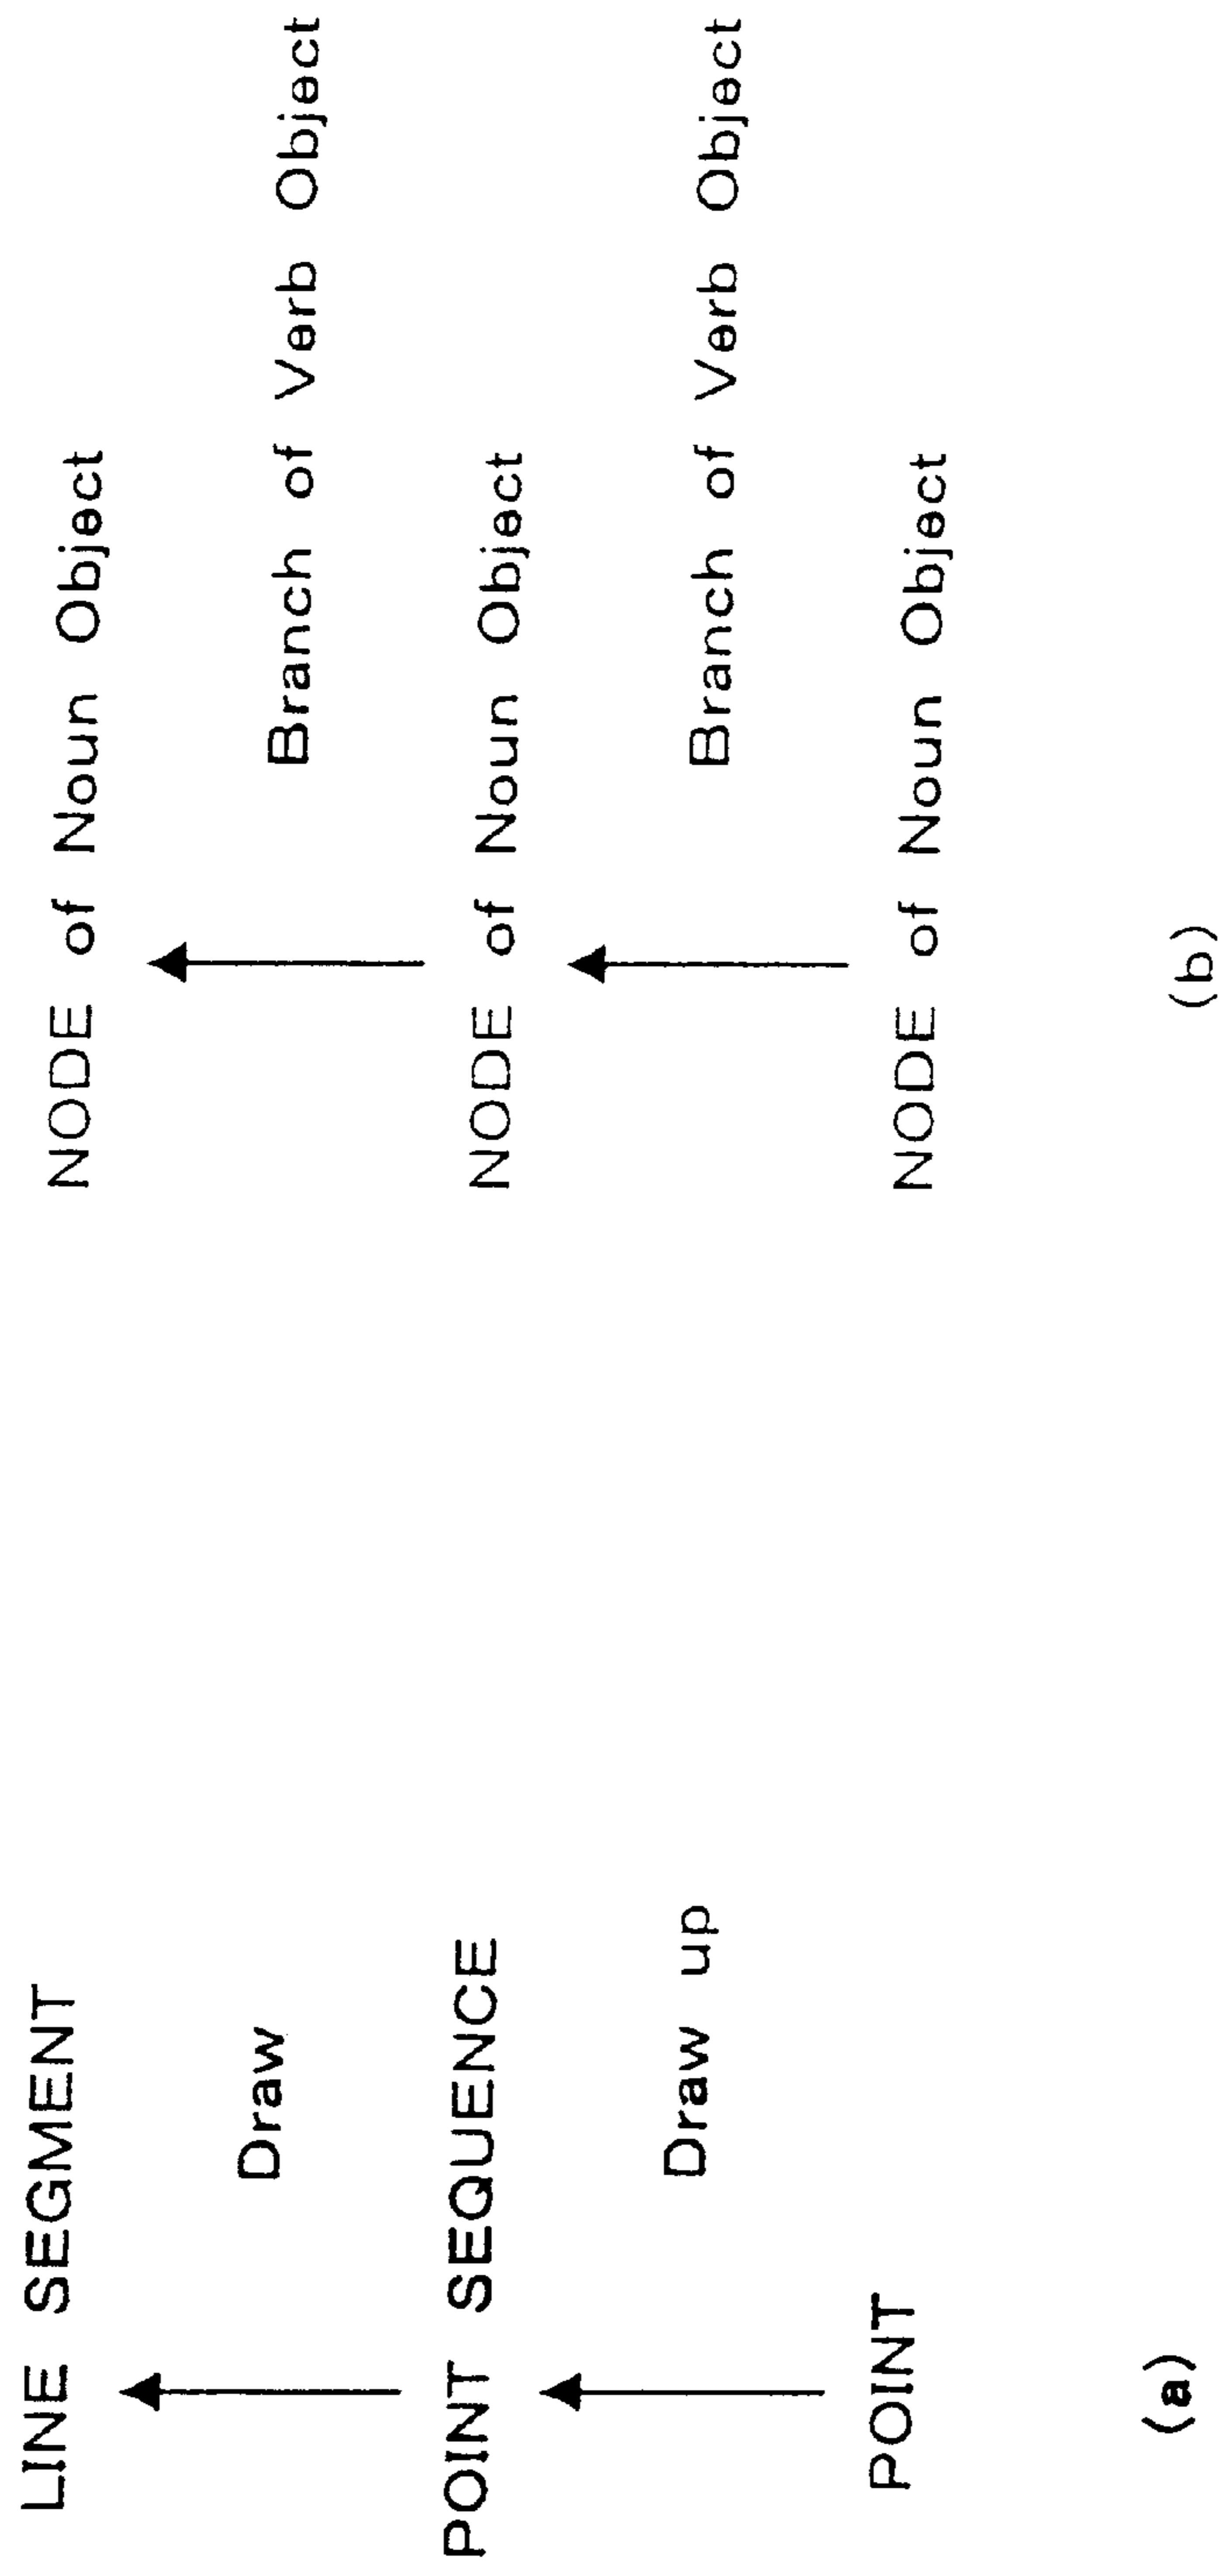 LINE SEGMENT
Draw
POINT SEQUENCE
Draw up
POINT
(a)
NODE of Noun Object
Branch of Verb Object
NODE of Noun Object
Branch of Verb Object
NODE of Noun Object
(b)